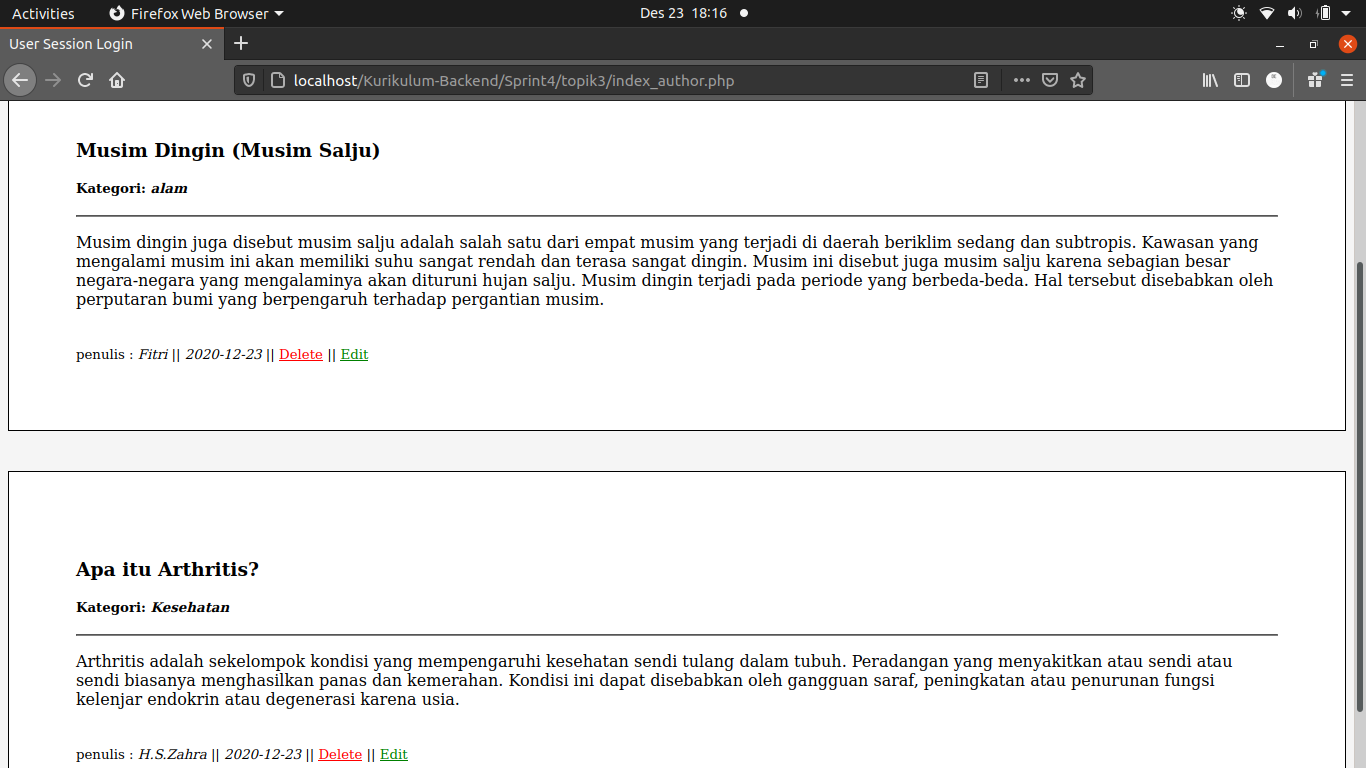 Activities Firefox Web Browser Des 23 18:16
User Session Login
localhost/Kurikulum-Backend/Sprint4/topik3/index_author.php
Musim Dingin (Musim Salju)
Kategori: alam
Musim dingin juga disebut musim salju adalah salah satu dari empat musim yang terjadi di daerah beriklim sedang dan subtropis. Kawasan yang
mengalami musim ini akan memiliki suhu sangat rendah dan terasa sangat dingin. Musim ini disebut juga musim salju karena sebagian besar
negara-negara yang mengalaminya akan dituruni hujan salju. Musim dingin terjadi pada periode yang berbeda-beda. Hal tersebut disebabkan oleh
perputaran bumi yang berpengaruh terhadap pergantian musim.
penulis : Fitri || 2020-12-23 || Delete || Edit
Apa itu Arthritis?
Kategori: Kesehatan
Arthritis adalah sekelompok kondisi yang mempengaruhi kesehatan sendi tulang dalam tubuh. Peradangan yang menyakitkan atau sendi atau
sendi biasanya menghasilkan panas dan kemerahan. Kondisi ini dapat disebabkan oleh gangguan saraf, peningkatan atau penurunan fungsi
kelenjar endokrin atau degenerasi karena usia.
penulis : H.S.Zahra || 2020-12-23 || Delete || Edit